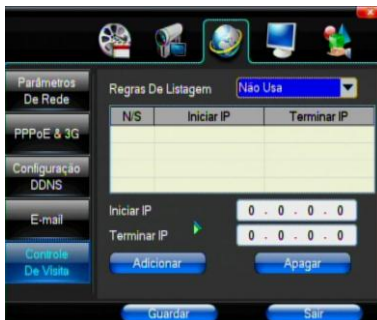 Parâmetros
De Rede
PPPoE & 3G
Configuração
DDNS
E-mail
Controle
De Visita
Regras De Listagem Não Usa
N/S Iniciar IP Terminar IP
Iniciar IP 0 . 0 . 0 . 0
Terminar IP 0 . 0 . 0 . 0
Adicionar Apagar
Guardar Sair